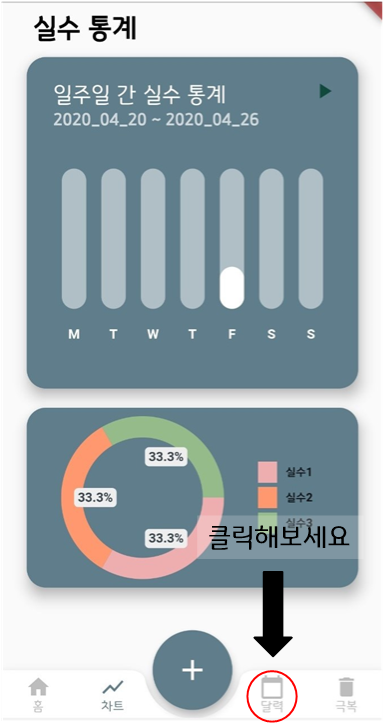 실수 통계
일주일 간 실수 통계
2020_04_20 ~ 2020_04_26
M T W T F S S
33.3%
33.3%
33.3%
실수1
실수2
실수3
클릭해보세요
+
홈 차트 달력 극복